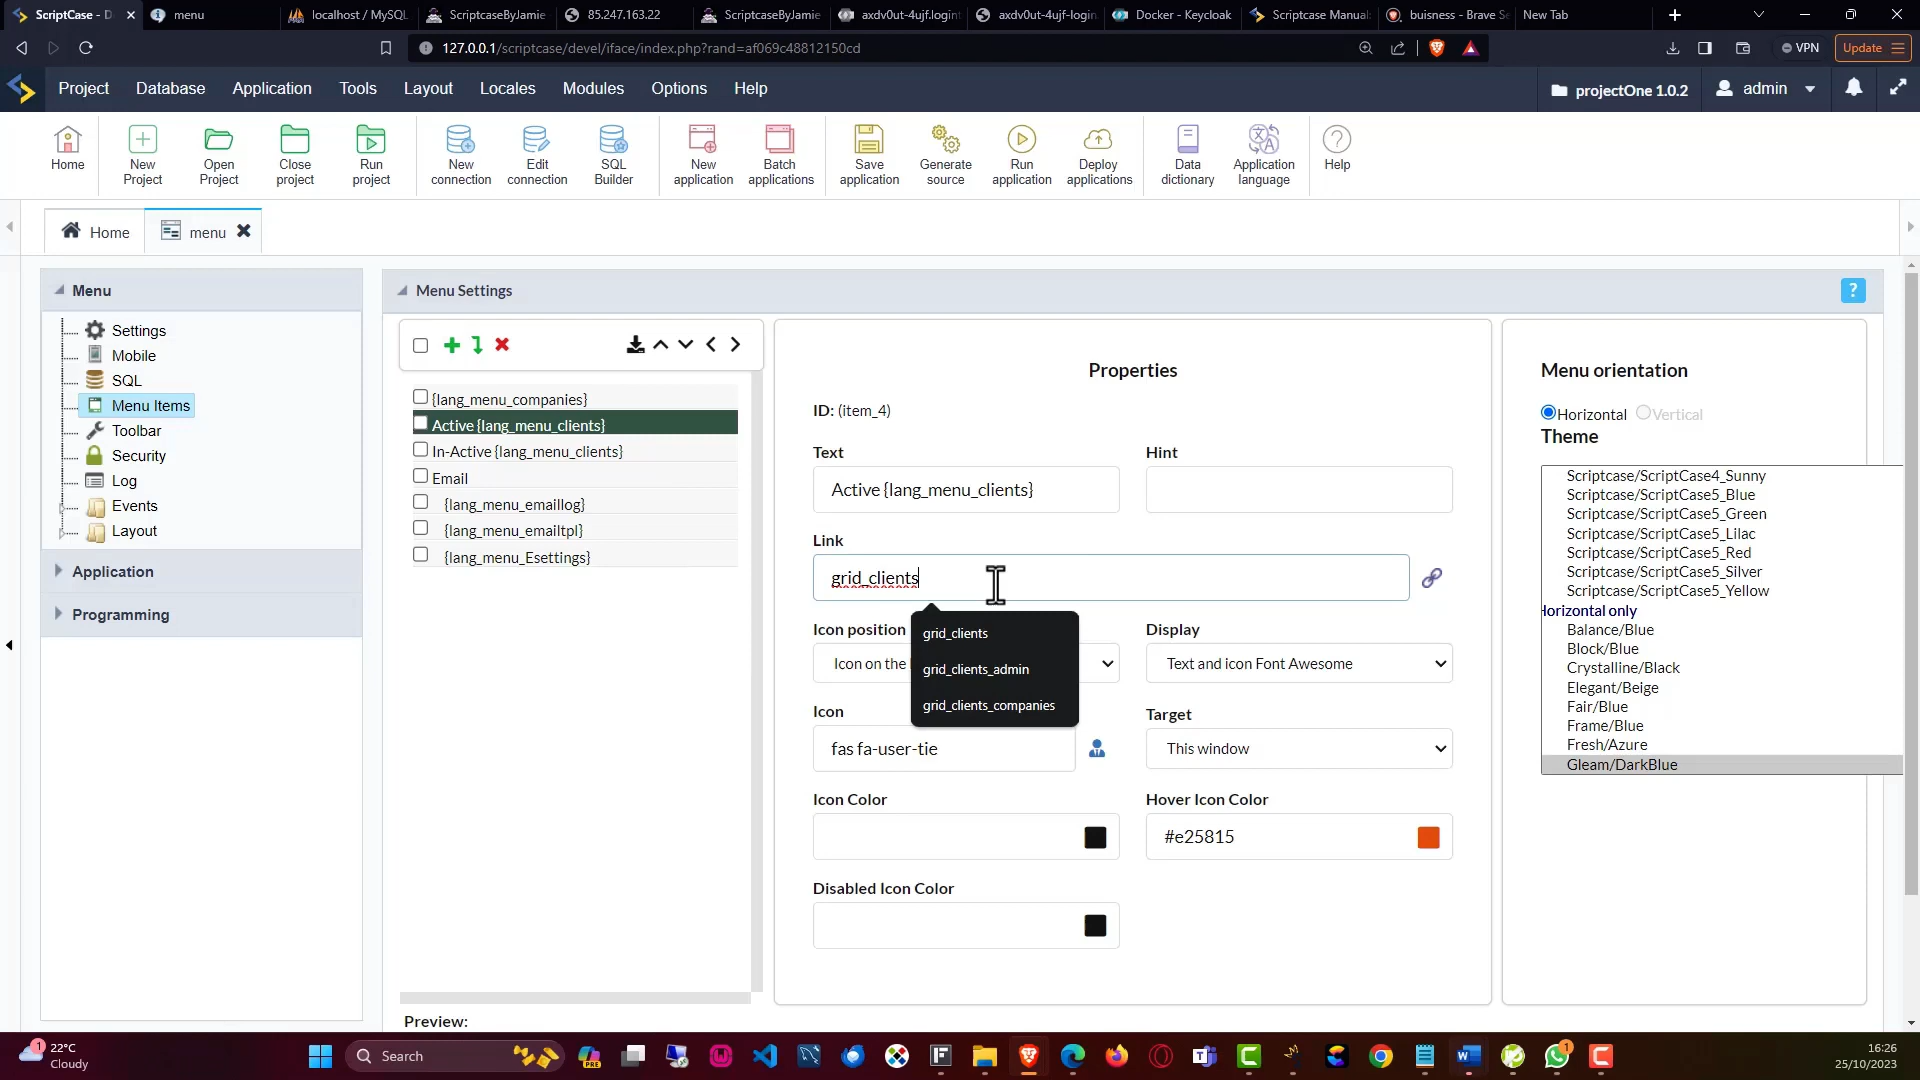 ScriptCase - D
menu
localhost / MySQL
ScriptcaseByJamie
85.247.163.22
ScriptcaseByJamie
axdv0ut-4ujf.logint
axdv0ut-4ujf-login.
Docker - Keycloak
Scriptcase Manual
buisness - Brave Se
New Tab
127.0.0.1/scriptcase/devel/iface/index.php?rand=af069c48812150cd
VPN
Update
Project
Database
Application
Tools
Layout
Locales
Modules
Options
Help
projectOne 1.0.2
admin
Home
New Project
Open Project
Close project
Run project
New connection
Edit connection
SQL Builder
New application
Batch applications
Save application
Generate source
Run application
Deploy applications
Data dictionary
Application language
Help
Home
menu
Menu
Settings
Mobile
SQL
Menu Items
Toolbar
Security
Log
Events
Layout
Application
Programming
Menu Settings
?
{lang_menu_companies}
Active {lang_menu_clients}
In-Active {lang_menu_clients}
Email
{lang_menu_emaillog}
{lang_menu_emailtpl}
{lang_menu_Esettings}
Preview:
Properties
ID: (item_4)
Text
Hint
Active {lang_menu_clients}
Link
grid_clients
grid_clients
grid_clients_admin
grid_clients_companies
Icon position
Display
Icon on the
Text and icon Font Awesome
Icon
Target
fas fa-user-tie
This window
Icon Color
Hover Icon Color
#e25815
Disabled Icon Color
Menu orientation
Horizontal
Vertical
Theme
Scriptcase/ScriptCase4_Sunny
Scriptcase/ScriptCase5_Blue
Scriptcase/ScriptCase5_Green
Scriptcase/ScriptCase5_Lilac
Scriptcase/ScriptCase5_Red
Scriptcase/ScriptCase5_Silver
Scriptcase/ScriptCase5_Yellow
Horizontal only
Balance/Blue
Block/Blue
Crystalline/Black
Elegant/Beige
Fair/Blue
Frame/Blue
Fresh/Azure
Gleam/DarkBlue
1
22°C
Cloudy
Search
PRE
1
16:26
25/10/2023